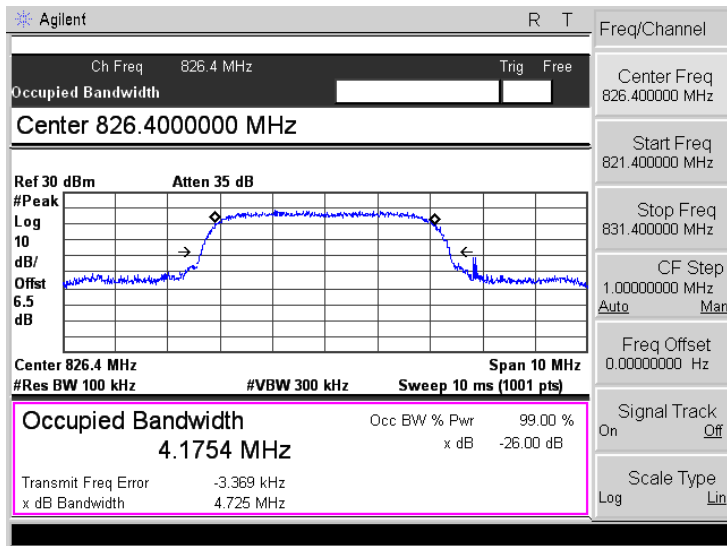 Agilent R T
Freq/Channel
Ch Freq 826.4 MHz Trig Free
Occupied Bandwidth
Center 826.4000000 MHz
Ref 30 dBm Atten 35 dB
#Peak
Log
10
dB/
Offst
6.5
dB
Center 826.4 MHz Span 10 MHz
#Res BW 100 kHz #VBW 300 kHz Sweep 10 ms (1001 pts)
Occupied Bandwidth
4.1754 MHz
Occ BW % Pwr 99.00 %
x dB -26.00 dB
Transmit Freq Error -3.369 kHz
x dB Bandwidth 4.725 MHz
Center Freq
826.400000 MHz
Start Freq
821.400000 MHz
Stop Freq
831.400000 MHz
CF Step
1.00000000 MHz
Auto Man
Freq Offset
0.00000000 Hz
Signal Track
On Off
Scale Type
Log Lin